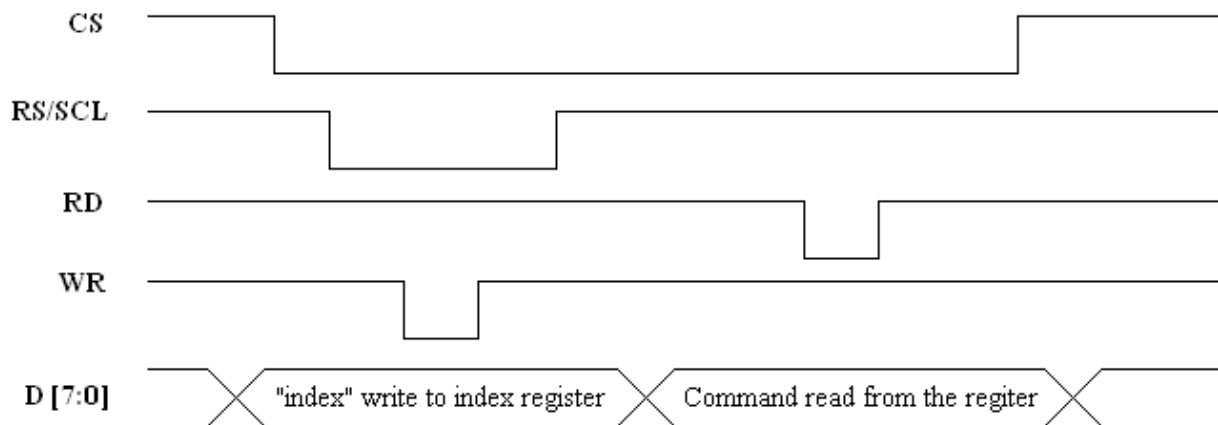 CS
RS/SCL
RD
WR
D [7:0]
"index" write to index register
Command read from the regiter